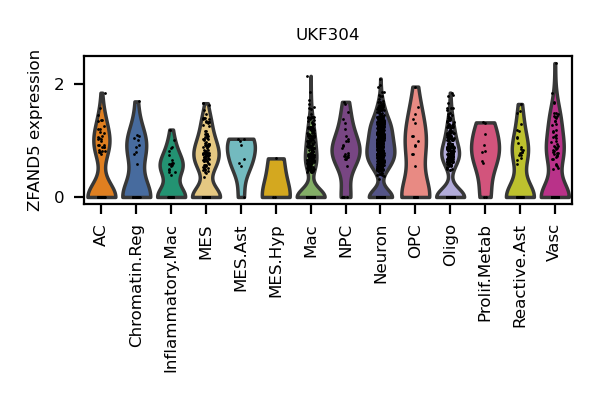 UKF304
ZFAND5 expression
2
0
AC
Chromatin.Reg
Inflammatory.Mac
MES
MES.Ast
MES.Hyp
Mac
NPC
Neuron
OPC
Oligo
Prolif.Metab
Reactive.Ast
Vasc